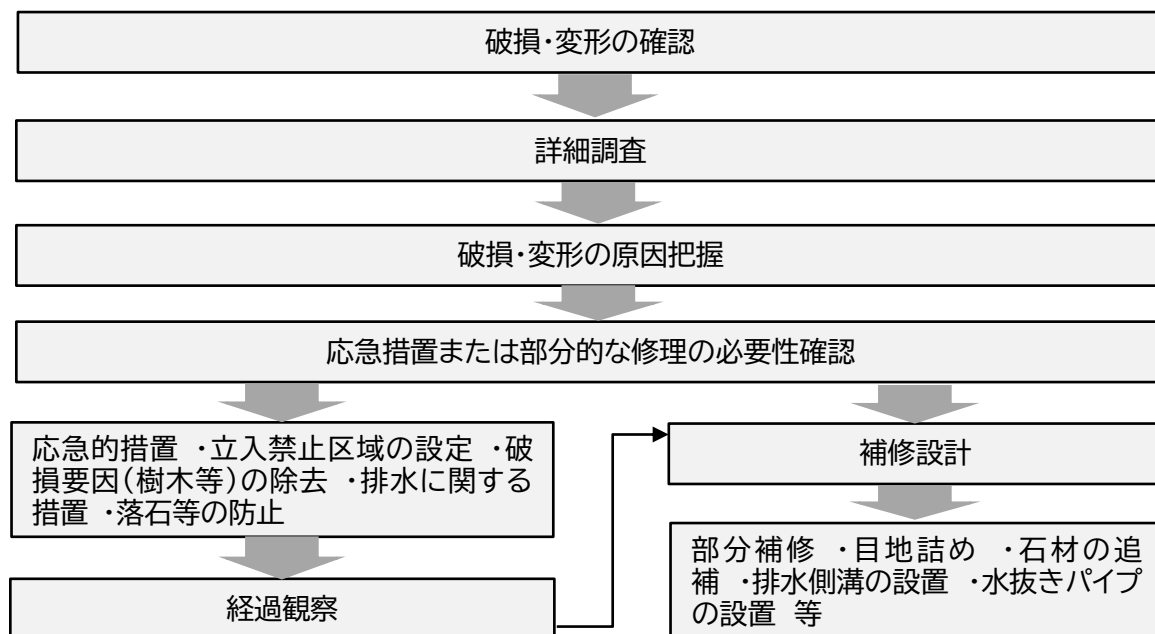 破損・変形の確認
詳細調査
破損・変形の原因把握
応急措置または部分的な修理の必要性確認
応急的措置 ・立入禁止区域の設定 ・破
損要因(樹木等)の除去 ・排水に関する
措置 ・落石等の防止
経過観察
補修設計
部分補修 ・目地詰め ・石材の追
補 ・排水側溝の設置 ・水抜きパイプ
の設置 等